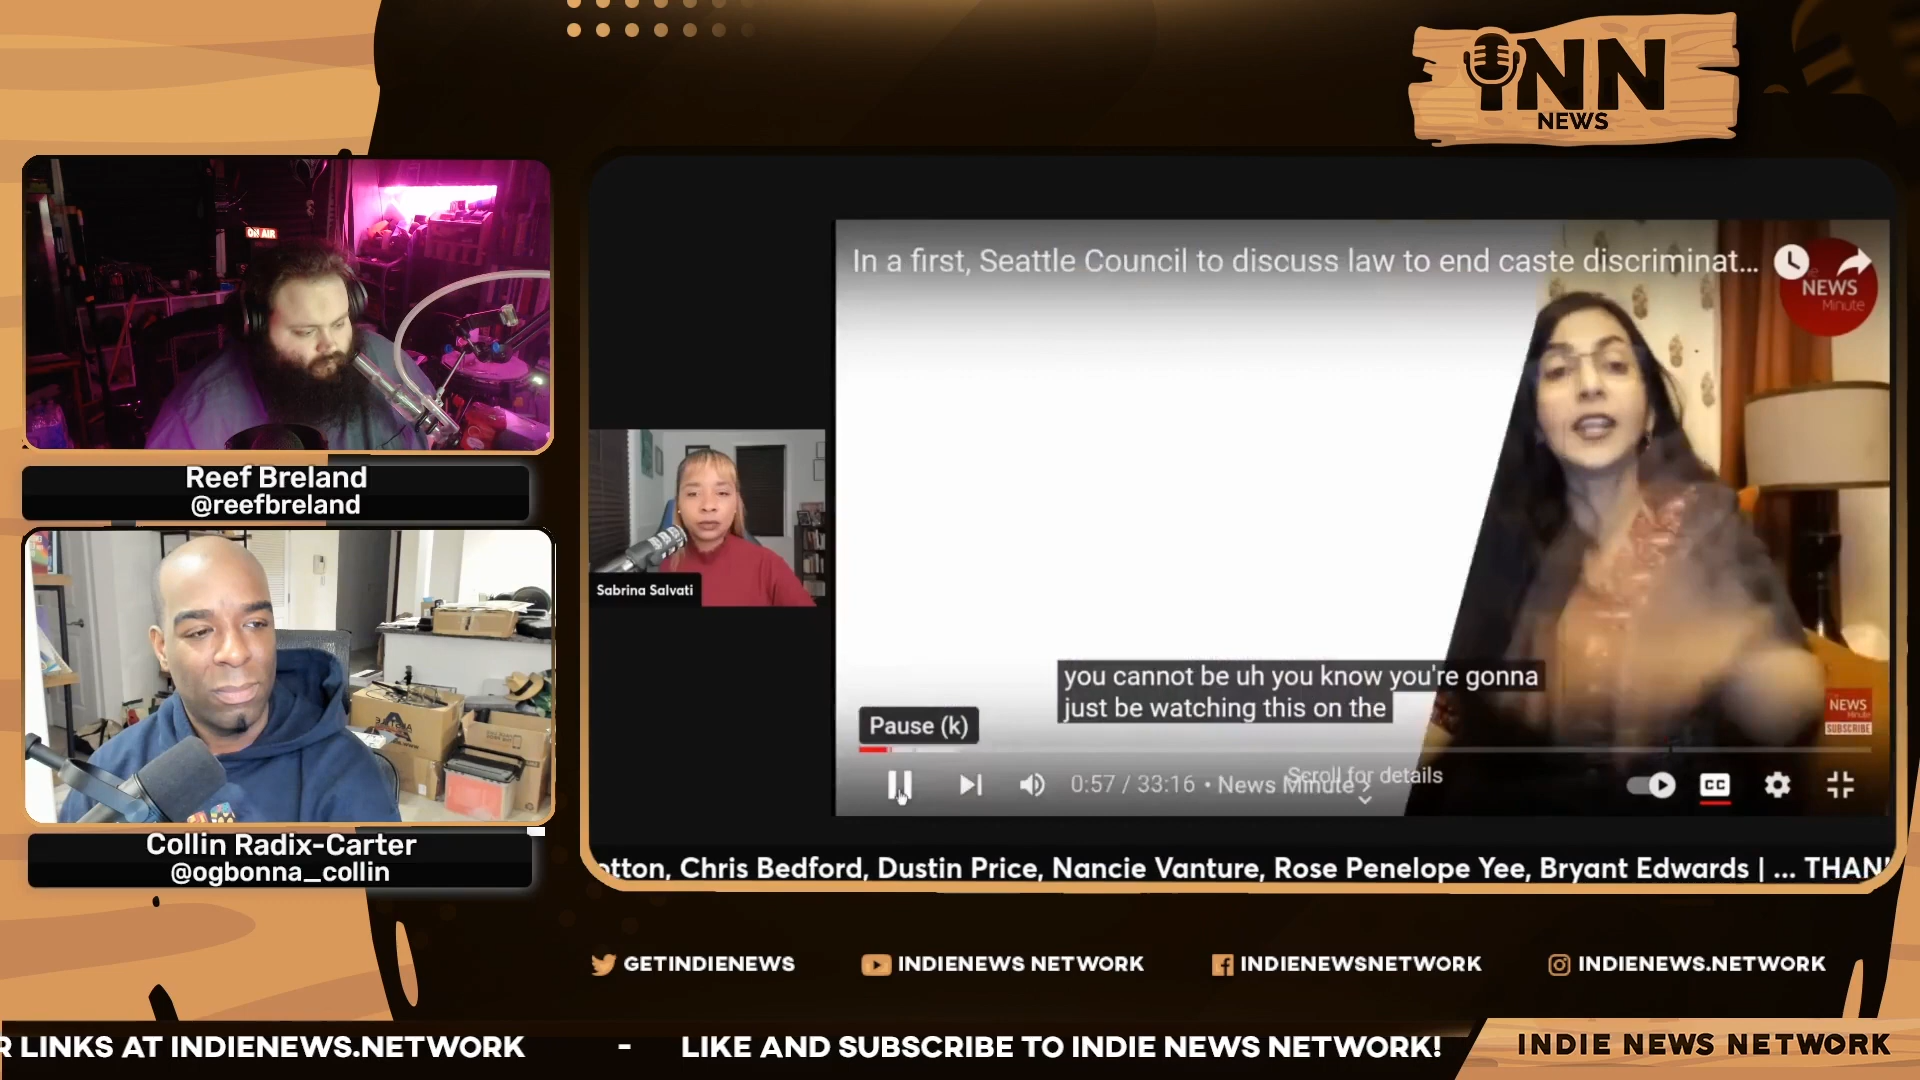 INN
NEWS
ON AIR
Reef Breland
@reefbreland
In a first, Seattle Council to discuss law to end caste discriminat...
The
NEWS
Minute
Sabrina Salvati
you cannot be uh you know you're gonna
just be watching this on the
Pause (k)
NEWS
Minute
SUBSCRIBE
0:57 / 33:16 • News Minute
Scroll for details
CC
Collin Radix-Carter
@ogbonna_collin
otton, Chris Bedford, Dustin Price, Nancie Vanture, Rose Penelope Yee, Bryant Edwards | ... THAN
GETINDIENEWS
INDIENEWS NETWORK
INDIENEWSNETWORK
INDIENEWS.NETWORK
R LINKS AT INDIENEWS.NETWORK - LIKE AND SUBSCRIBE TO INDIE NEWS NETWORK!
INDIE NEWS NETWORK